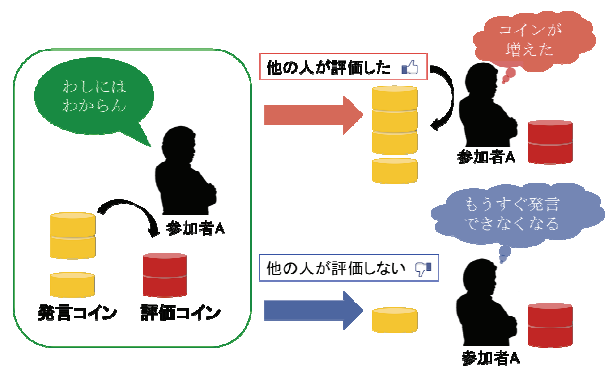 わしには
わからん
参加者A
発言コイン
評価コイン
他の人が評価した
コインが
増えた
参加者A
他の人が評価しない
もうすぐ発言
できなくなる
参加者A